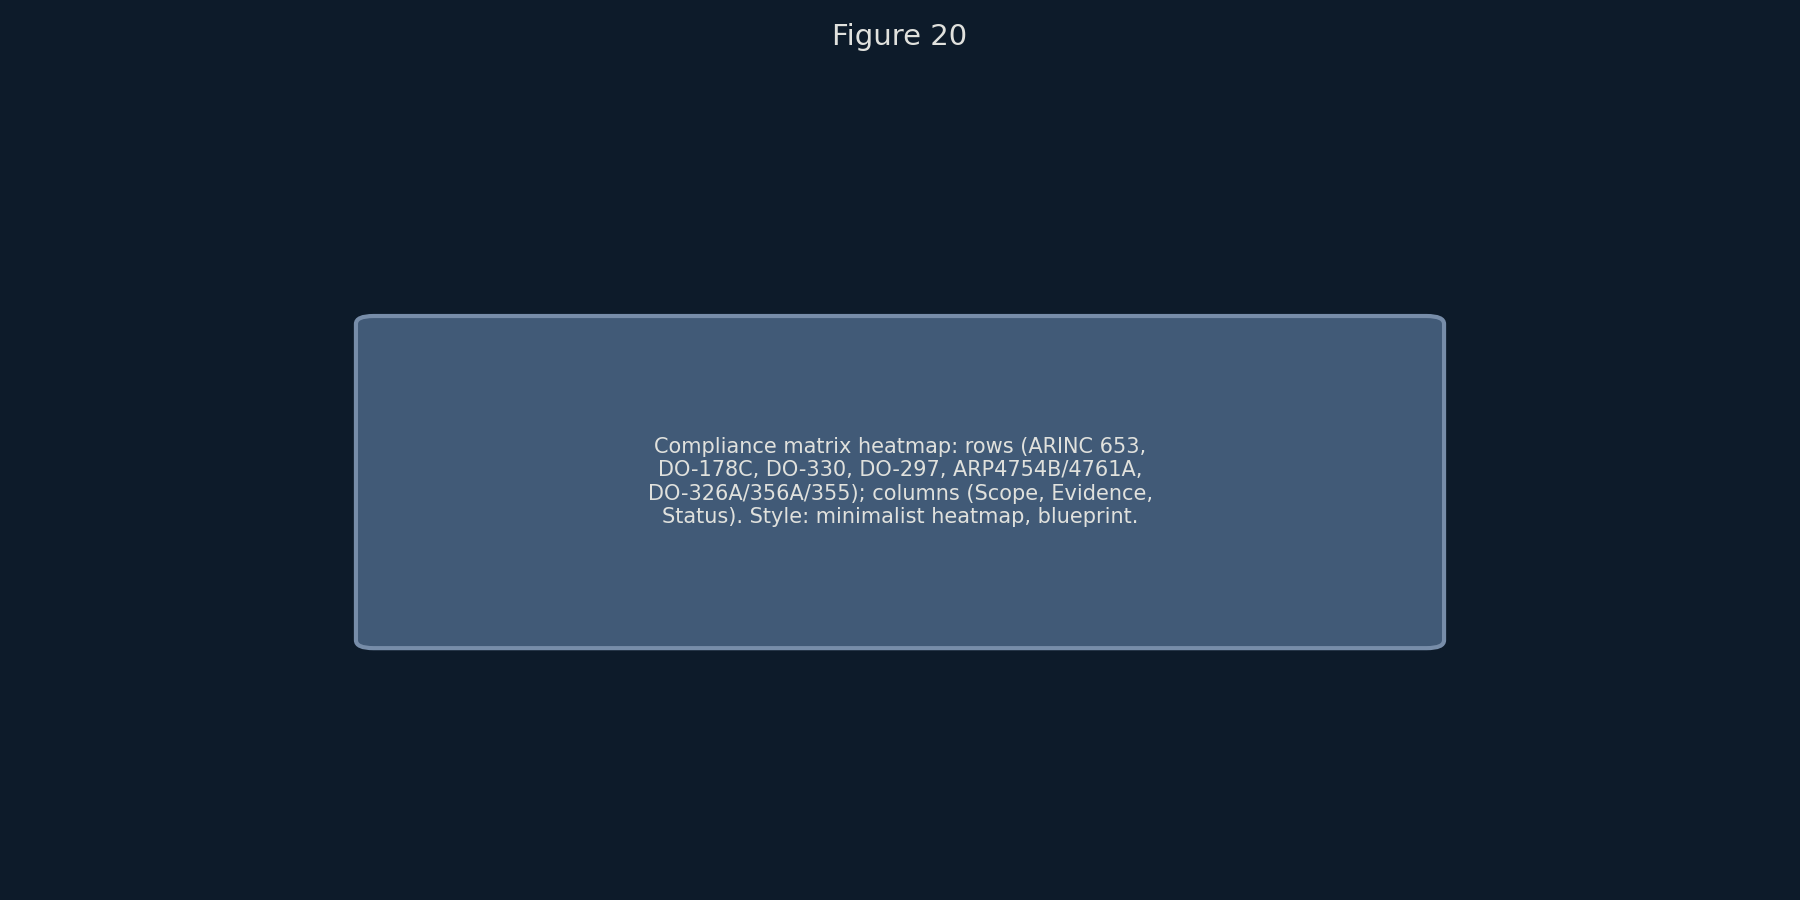 Figure 20
Compliance matrix heatmap: rows (ARINC 653,
DO-178C, DO-330, DO-297, ARP4754B/4761A,
DO-326A/356A/355); columns (Scope, Evidence,
Status). Style: minimalist heatmap, blueprint.